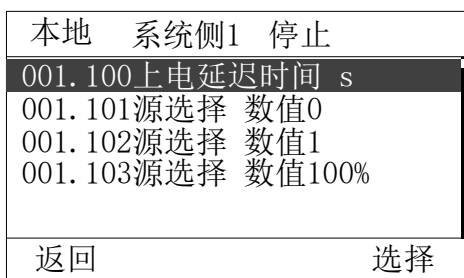 本地 系统侧1 停止
001.100上电延迟时间 s
001.101源选择 数值0
001.102源选择 数值1
001.103源选择 数值100%
返回 选择